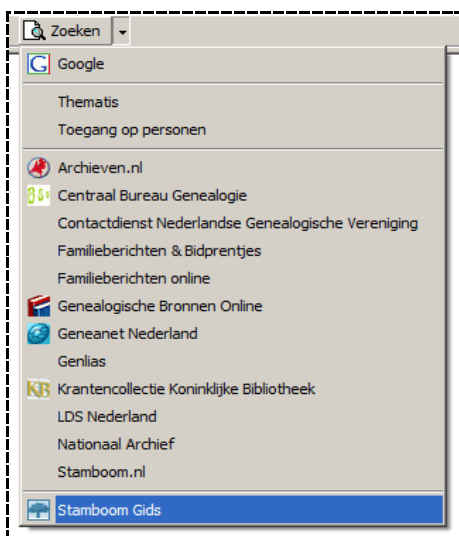 Zoeken
Google
Thematis
Toegang op personen
Archieven.nl
Centraal Bureau Genealogie
Contactdienst Nederlandse Genealogische Vereniging
Familieberichten & Bidprentjes
Familieberichten online
Genealogische Bronnen Online
Geneanet Nederland
Genlias
KB Krantencollectie Koninklijke Bibliotheek
LDS Nederland
Nationaal Archief
Stamboom.nl
Stamboom Gids